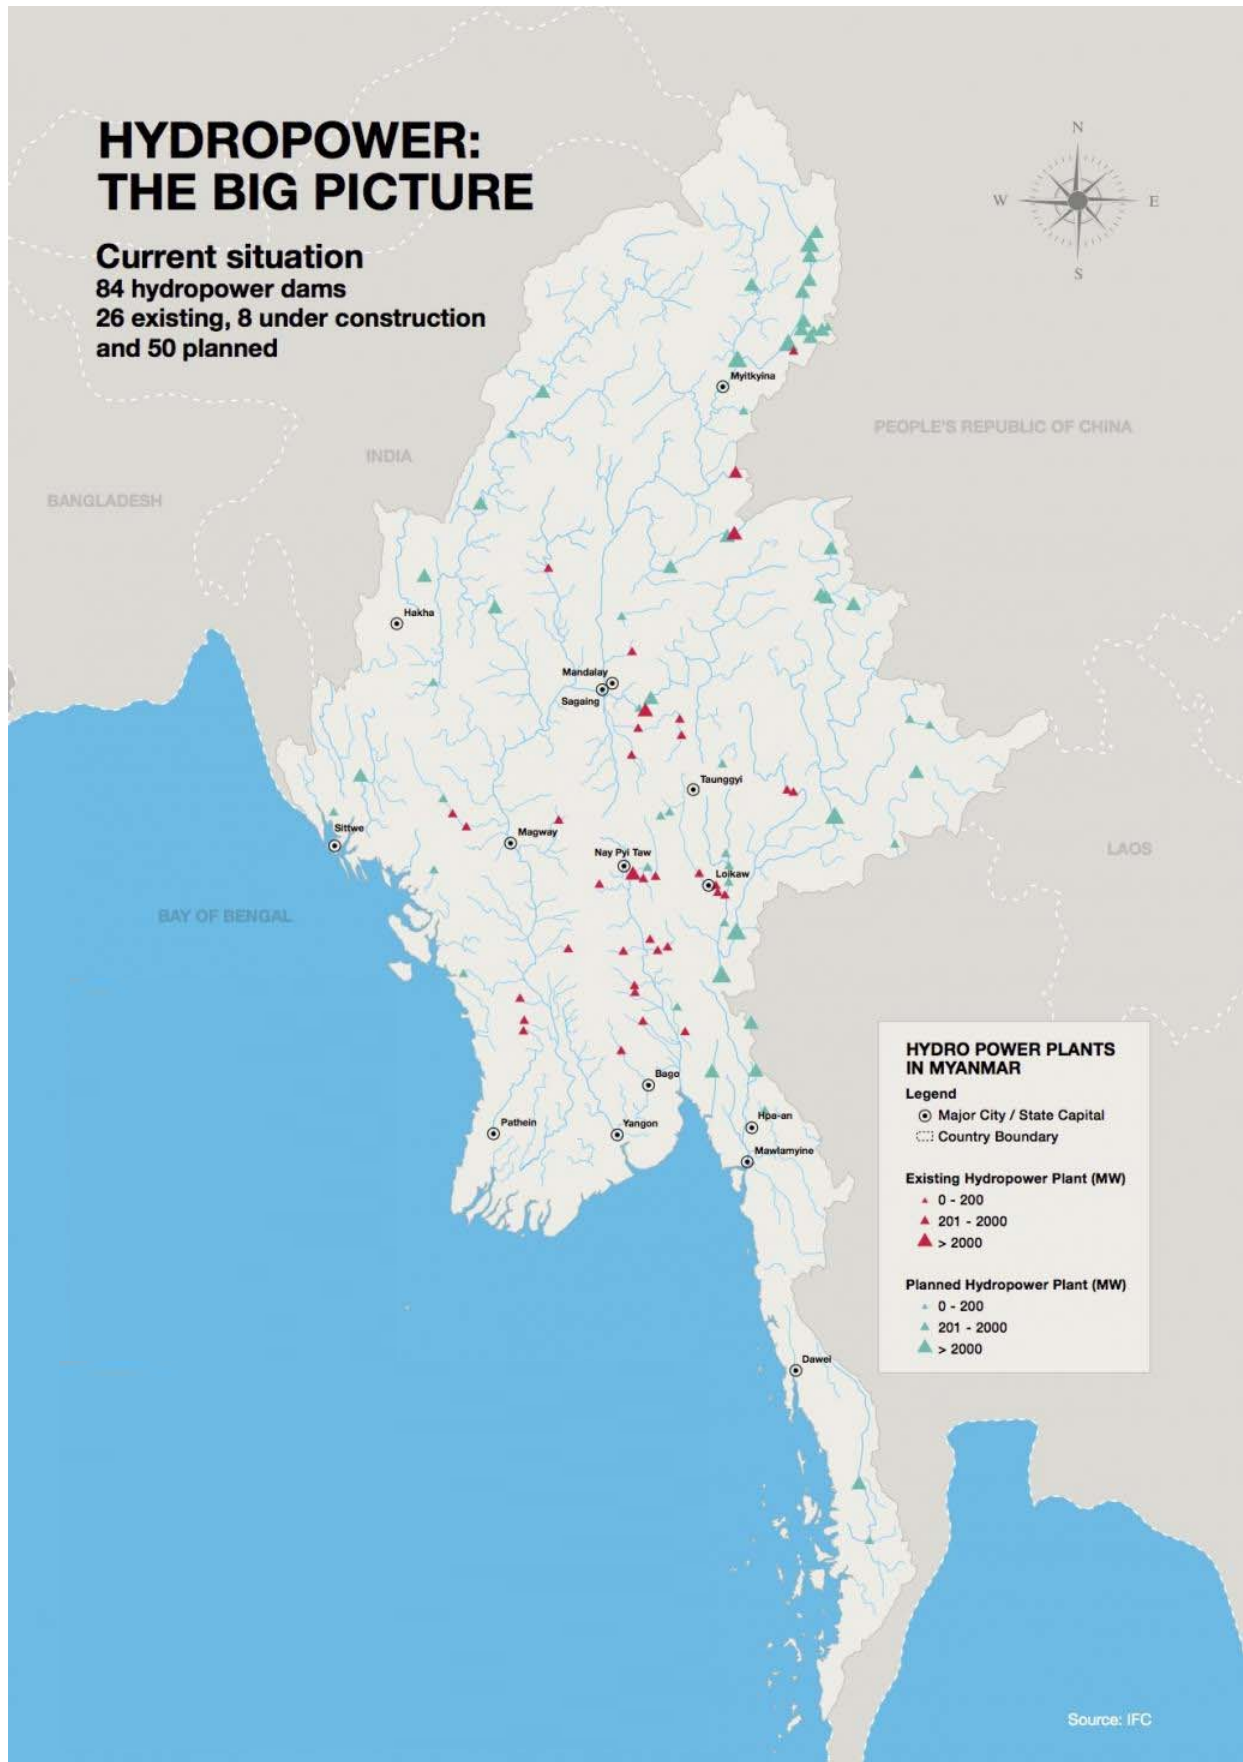 HYDROPOWER:
THE BIG PICTURE
Current situation
84 hydropower dams
26 existing, 8 under construction
and 50 planned
N
W
E
S
Myitkyina
PEOPLE'S REPUBLIC OF CHINA
INDIA
BANGLADESH
Hakha
Mandalay
Sagaing
Taunggyi
Sittwe
Magway
Nay Pyi Taw
LAOS
Loikaw
BAY OF BENGAL
Bago
Pathein
Yangon
Hpa-an
Mawlamyine
Dawei
HYDRO POWER PLANTS
IN MYANMAR
Legend
Major City / State Capital
Country Boundary
Existing Hydropower Plant (MW)
0 - 200
201 - 2000
> 2000
Planned Hydropower Plant (MW)
0 - 200
201 - 2000
> 2000
Source: IFC